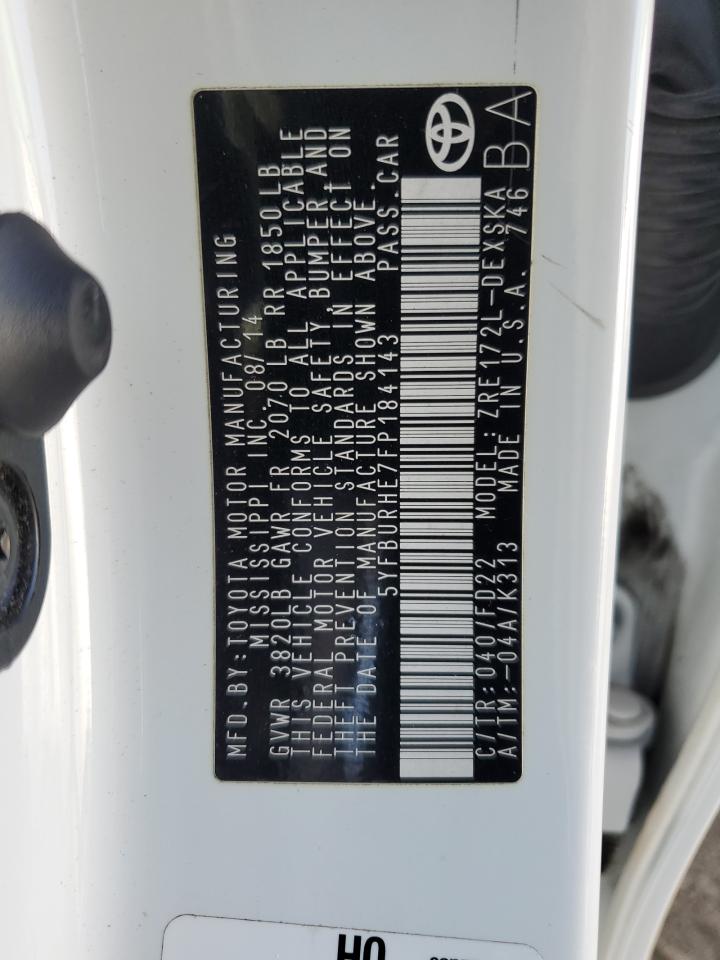 MFD.BY:TOYOTA MOTOR MANUFACTURING
MISSISSIPPI INC. 08/14
GVWR 3820LB GAWR FR 2070 LB RR 1850LB
THIS VEHICLE CONFORMS TO ALL APPLICABLE
FEDERAL MOTOR VEHICLE SAFETY, BUMPER, AND
THEFT PREVENTION STANDARDS IN EFFECT ON
THE DATE OF MANUFACTURE SHOWN ABOVE.
5YFBURHE7FP184143 PASS.CAR
C/TR:040/FD22 MODEL:ZRE172L-DEXSKA
A/TM:-04A/K313 MADE IN U.S.A. 746
BA
HO